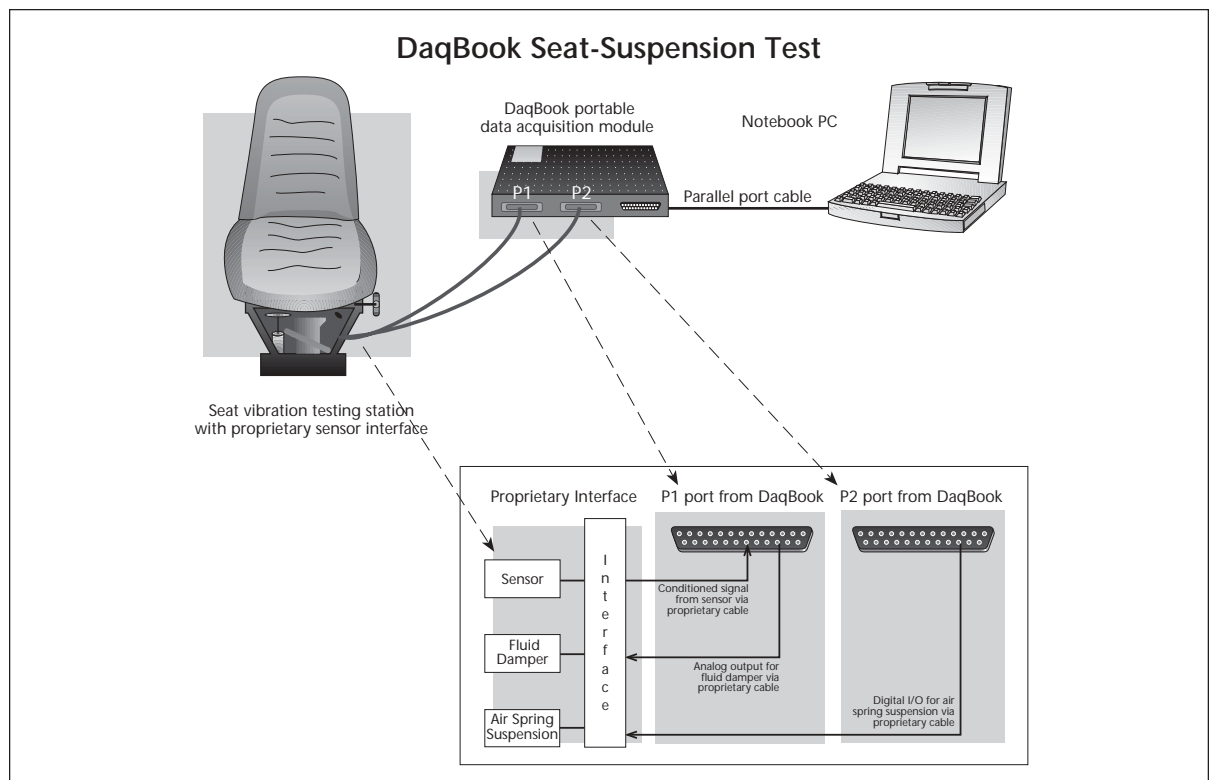 DaqBook Seat-Suspension Test
DaqBook portable
data acquisition module
Notebook PC
P1
P2
Parallel port cable
Seat vibration testing station
with proprietary sensor interface
Proprietary Interface
P1 port from DaqBook
P2 port from DaqBook
Interface
Sensor
Conditioned signal
from sensor via
proprietary cable
Fluid
Damper
Analog output for
fluid damper via
proprietary cable
Air Spring
Suspension
Digital I/O for air
spring suspension via
proprietary cable